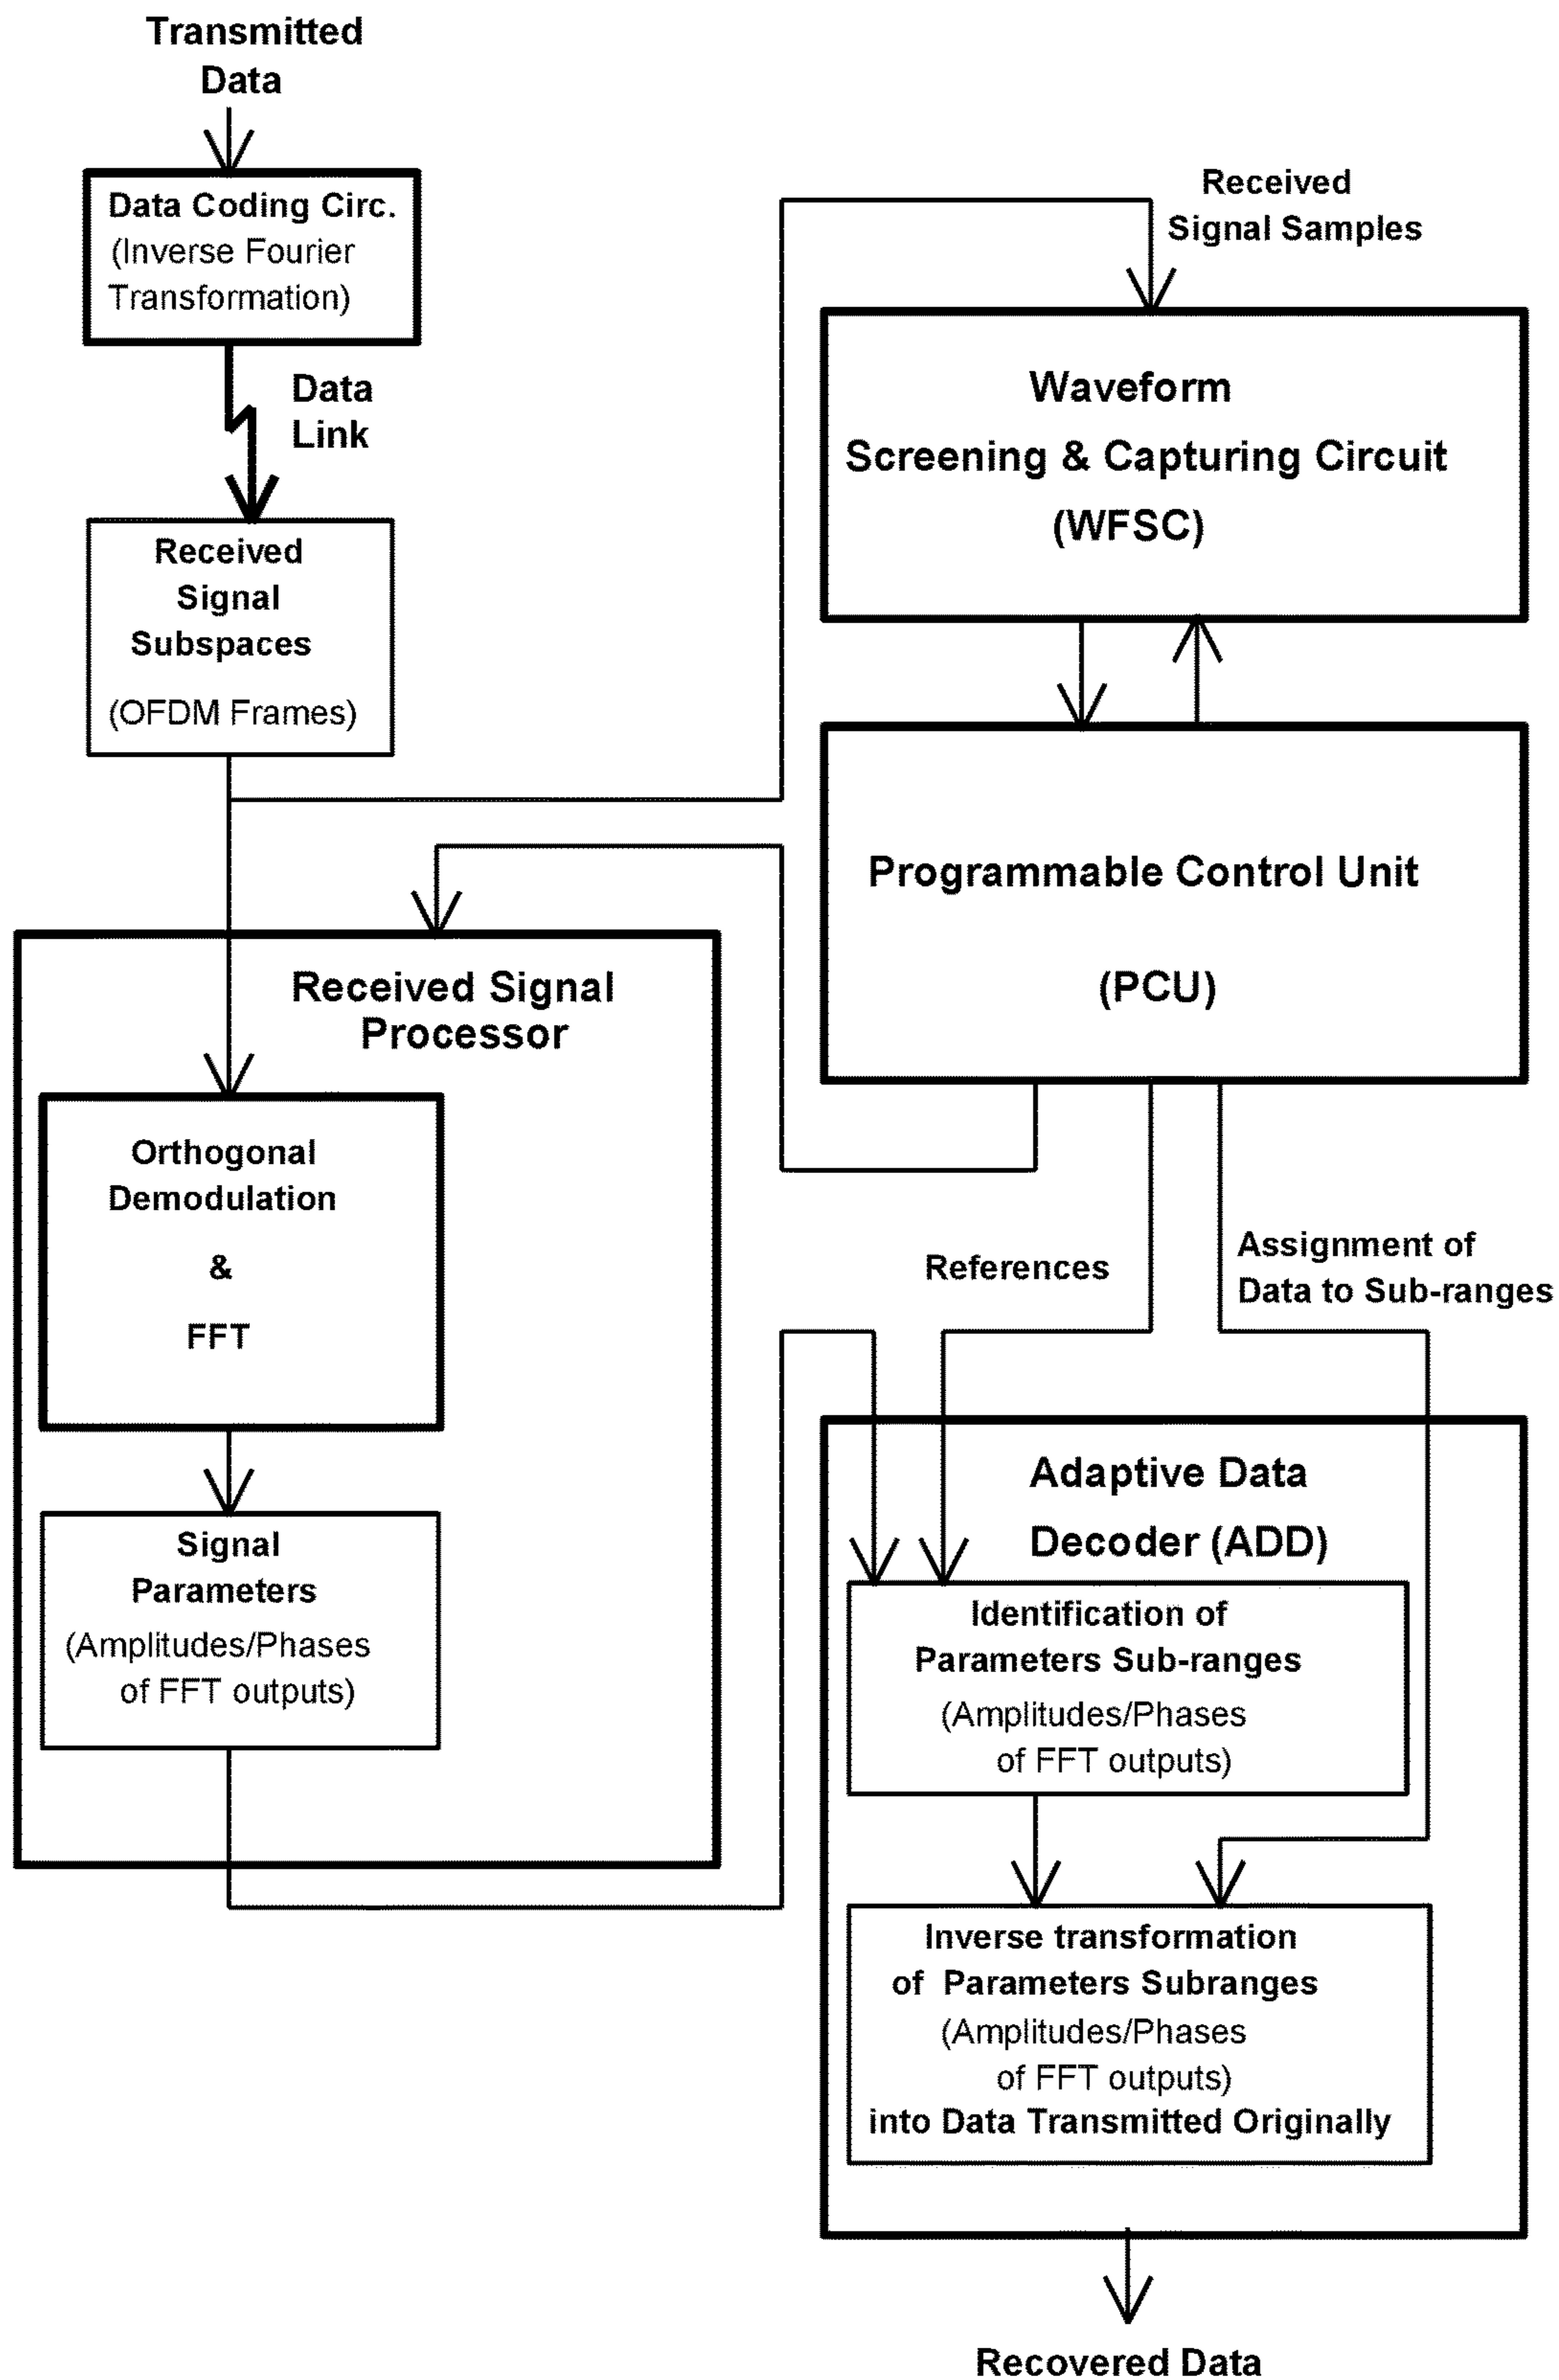 Transmitted
Data
Data Coding Circ.
(Inverse Fourier
Transformation)
Data
Link
Received
Signal
Subspaces
(OFDM Frames)
Received
Signal Samples
Waveform
Screening & Capturing Circuit
(WFSC)
Programmable Control Unit
(PCU)
Received Signal
Processor
Orthogonal
Demodulation
&
FFT
Signal
Parameters
(Amplitudes/Phases
of FFT outputs)
References
Assignment of
Data to Sub-ranges
Adaptive Data
Decoder (ADD)
Identification of
Parameters Sub-ranges
(Amplitudes/Phases
of FFT outputs)
Inverse transformation
of Parameters Subranges
(Amplitudes/Phases
of FFT outputs)
into Data Transmitted Originally
Recovered Data